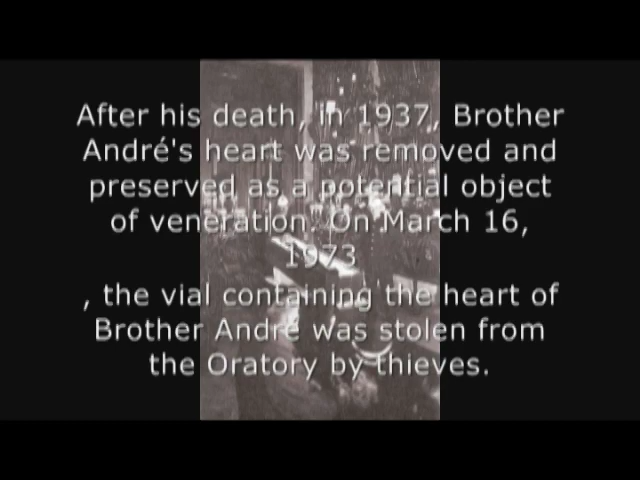 After his death, in 1937, Brother
André's heart was removed and
preserved as a potential object
of veneration. On March 16,
1973
, the vial containing the heart of
Brother André was stolen from
the Oratory by thieves.